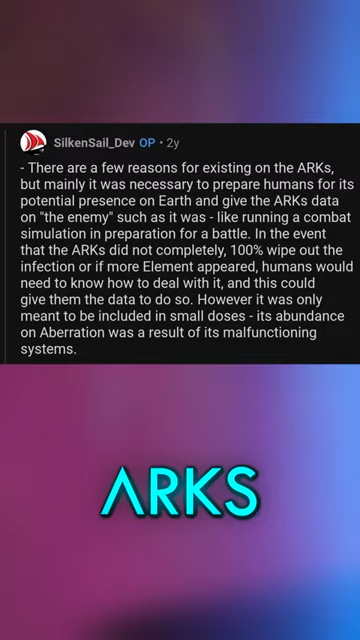 SilkenSail_Dev OP • 2y
- There are a few reasons for existing on the ARKs,
but mainly it was necessary to prepare humans for its
potential presence on Earth and give the ARKs data
on "the enemy" such as it was - like running a combat
simulation in preparation for a battle. In the event
that the ARKs did not completely, 100% wipe out the
infection or if more Element appeared, humans would
need to know how to deal with it, and this could
give them the data to do so. However it was only
meant to be included in small doses - its abundance
on Aberration was a result of its malfunctioning
systems.
ARKS